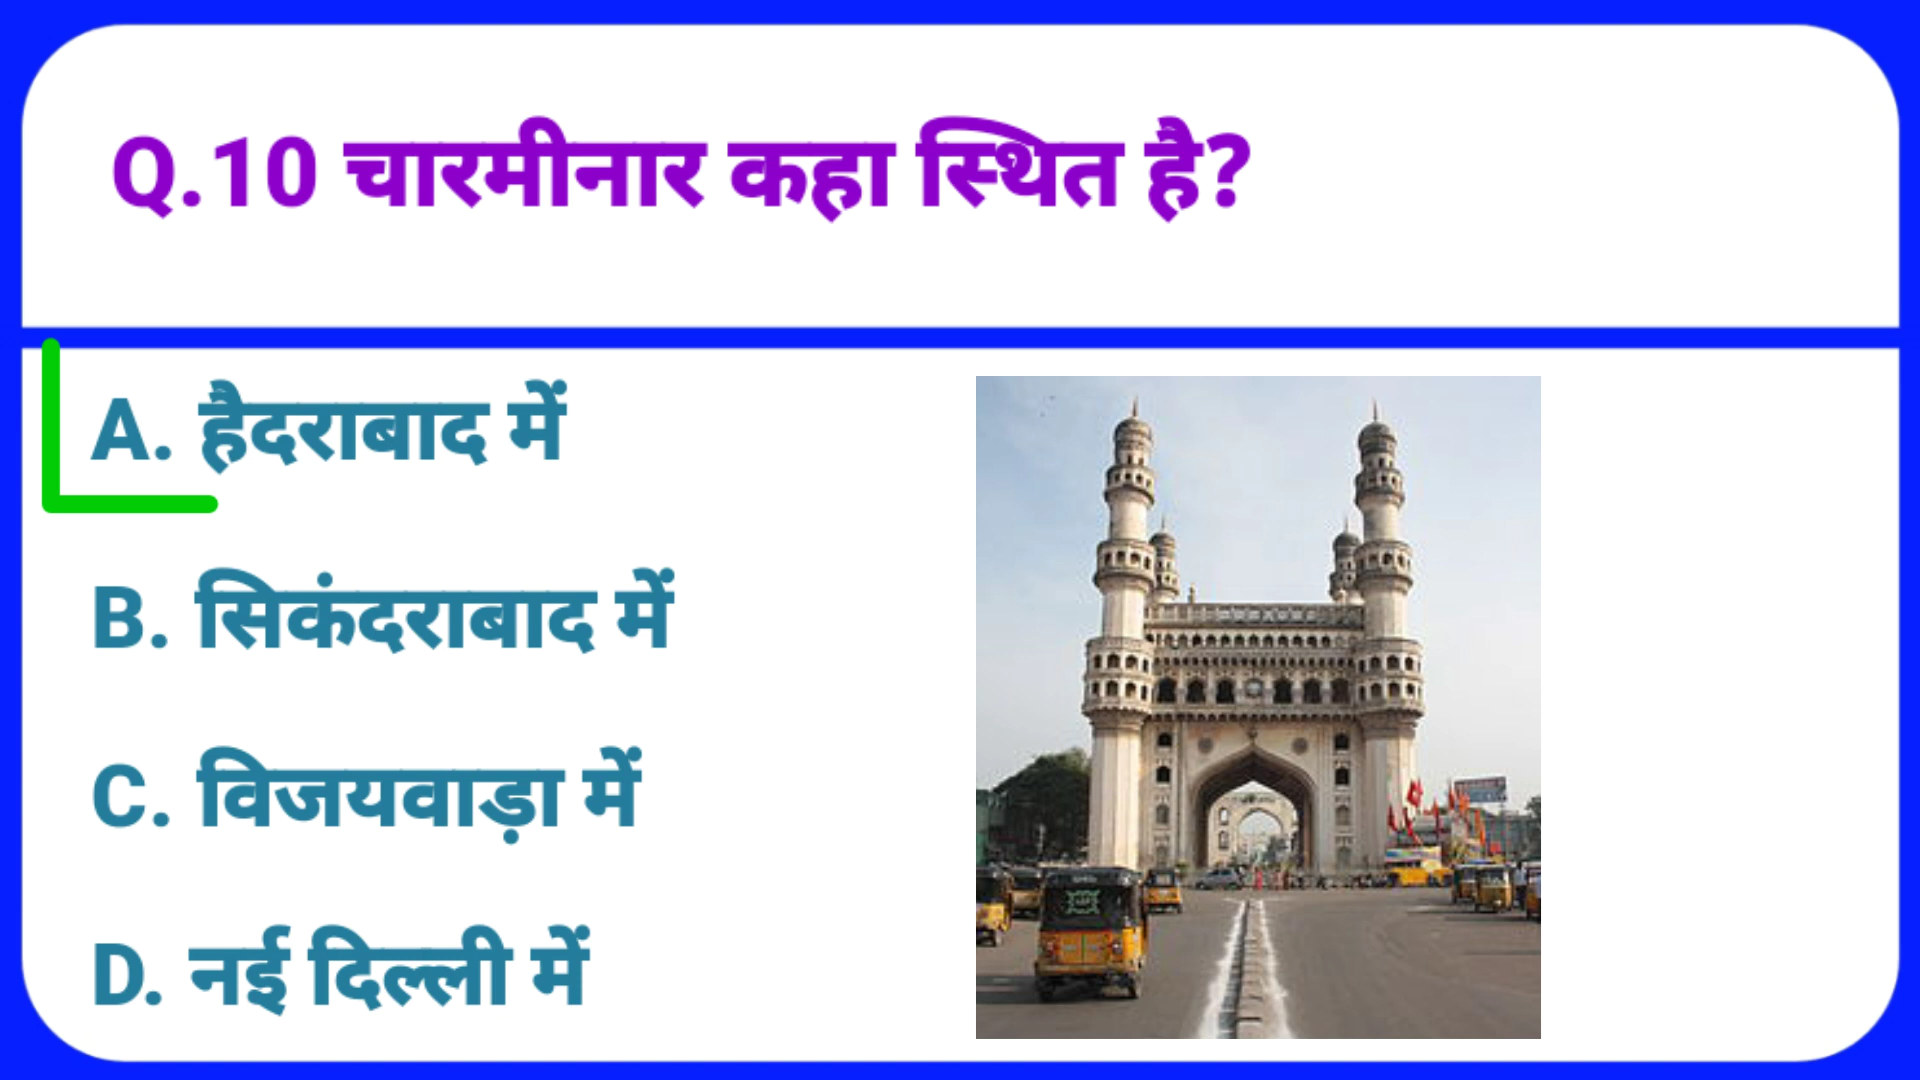 Q.10 चारमीनार कहा स्थित है?
A. हैदराबाद में
B. सिकंदराबाद में
C. विजयवाड़ा में
D. नई दिल्ली में